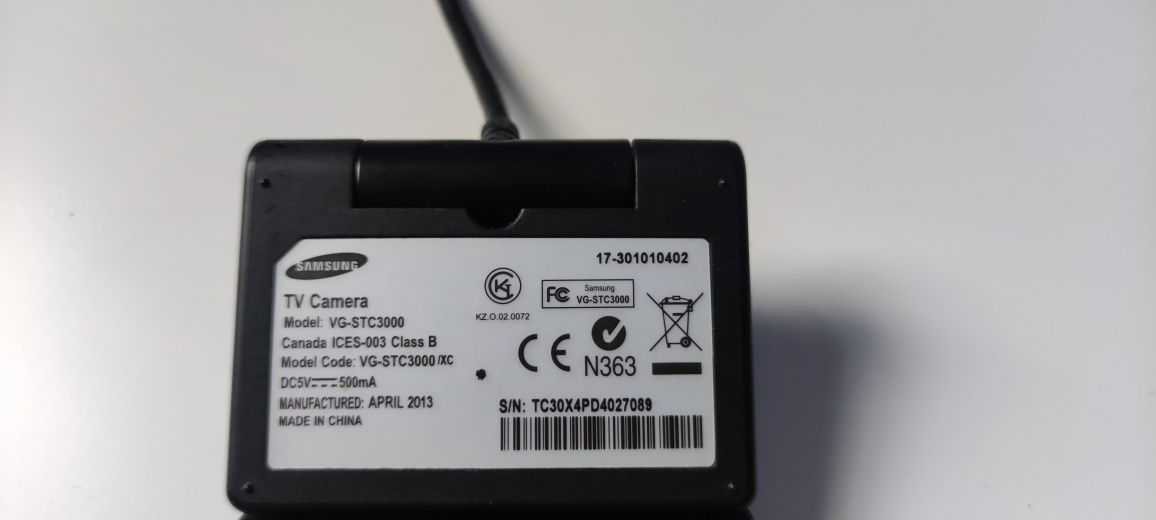 SAMSUNG
TV Camera
Model: VG-STC3000
Canada ICES-003 Class B
Model Code: VG-STC3000/XC
DC5V 500mA
MANUFACTURED: APRIL 2013
MADE IN CHINA
17-301010402
KZ.O.02.0072
FC Samsung
VG-STC3000
CE
N363
S/N: TC30X4PD4027089